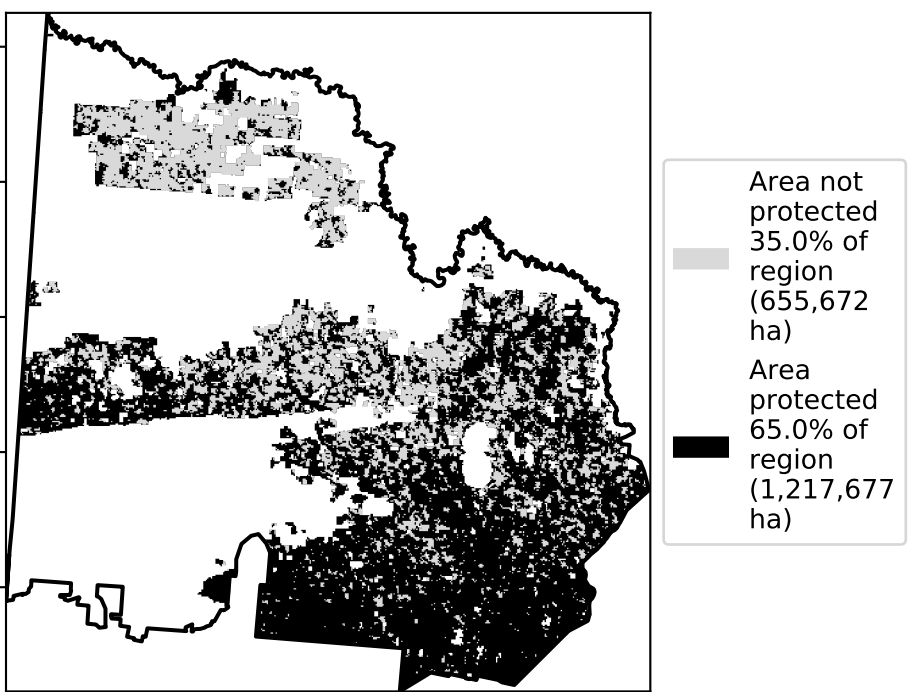 Area not
protected
35.0% of
region
(655,672
ha)
Area
protected
65.0% of
region
(1,217,677
ha)